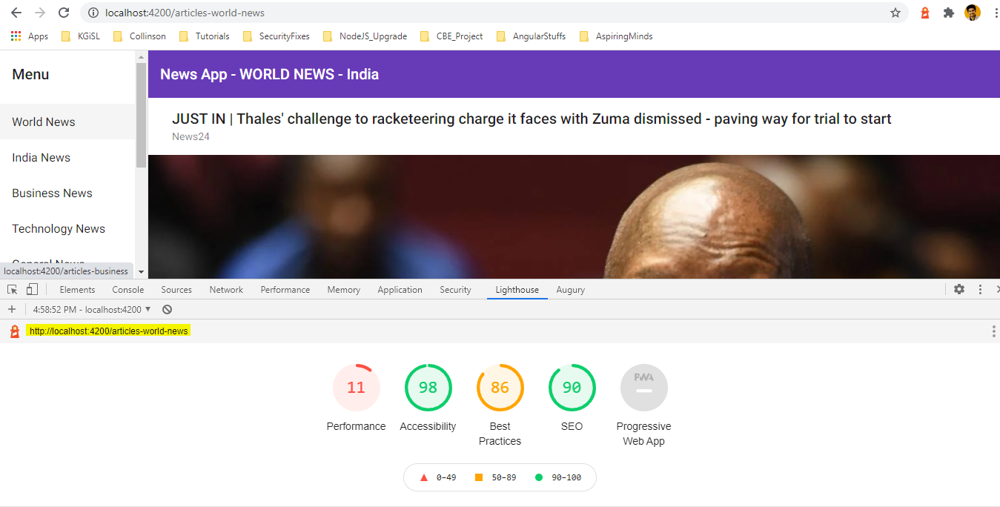 localhost:4200/articles-world-news
Apps KGiSL Collinson Tutorials SecurityFixes NodeJS_Upgrade CBE_Project AngularStuffs AspiringMinds
Menu
World News
India News
Business News
Technology News
General News
localhost:4200/articles-business
News App - WORLD NEWS - India
JUST IN | Thales' challenge to racketeering charge it faces with Zuma dismissed - paving way for trial to start
News24
Elements Console Sources Network Performance Memory Application Security Lighthouse Augury
4:58:52 PM - localhost:4200
http://localhost:4200/articles-world-news
11 98 86 90 PWA
Performance Accessibility Best Practices SEO Progressive Web App
0–49 50–89 90–100